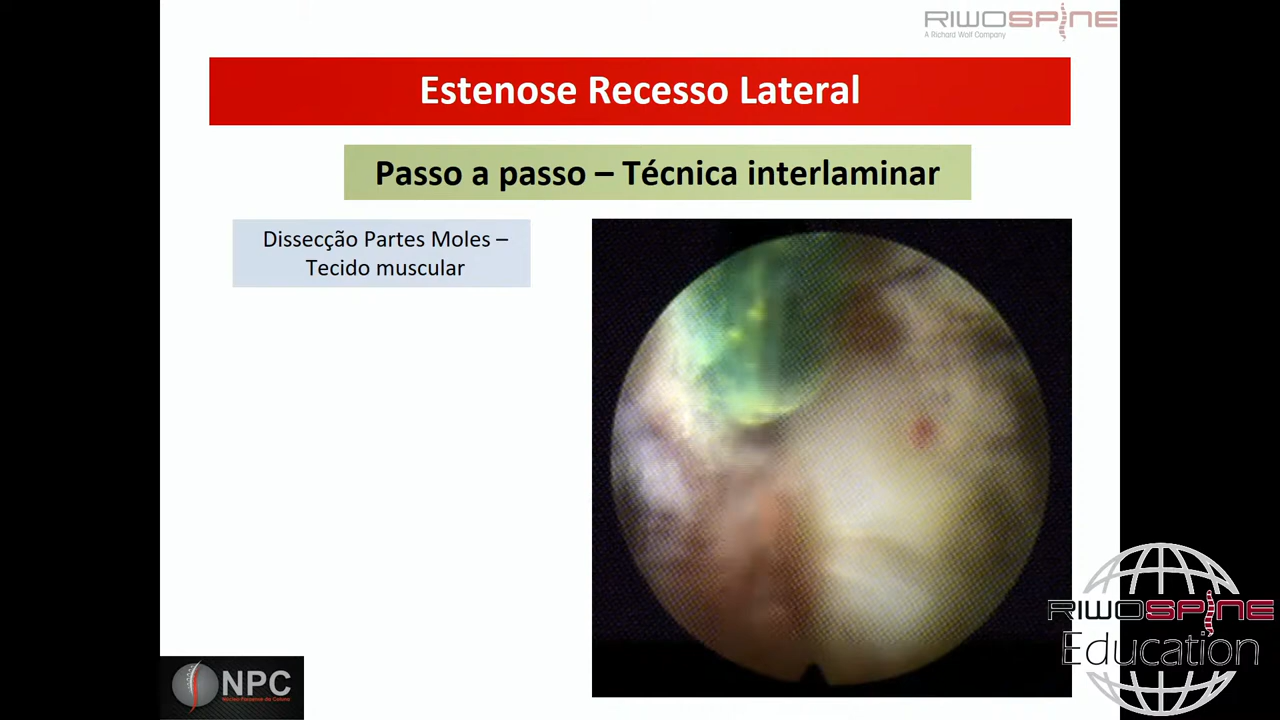 RIWOSPINE
A Richard Wolf Company
Estenose Recesso Lateral
Passo a passo – Técnica interlaminar
Dissecção Partes Moles –
Tecido muscular
RIWOSPINE
Education
NPC